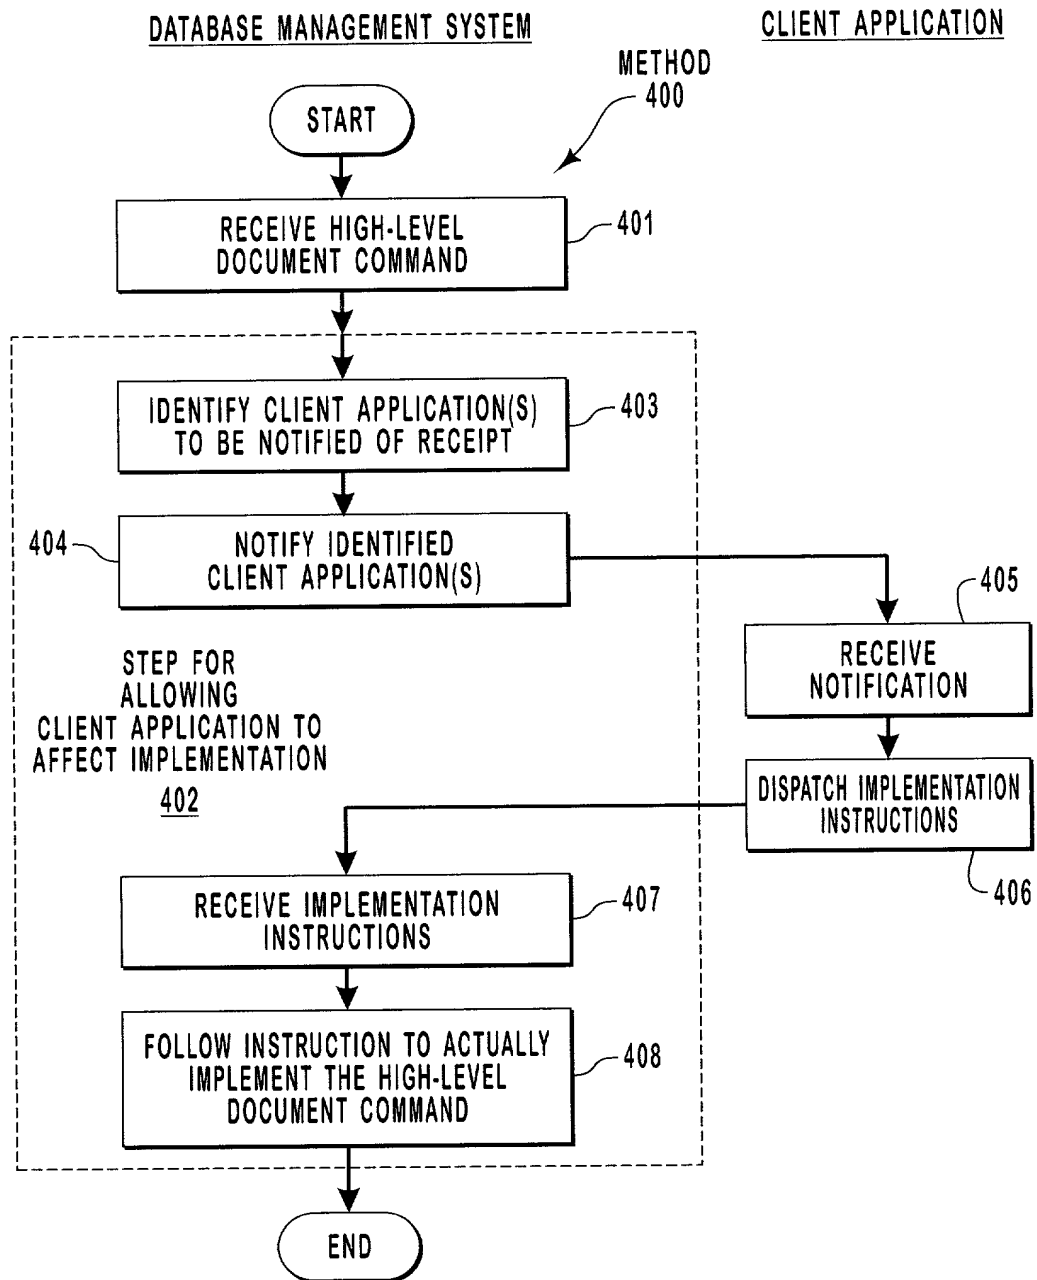 DATABASE MANAGEMENT SYSTEM
CLIENT APPLICATION
METHOD
400
START
RECEIVE HIGH-LEVEL
DOCUMENT COMMAND
401
IDENTIFY CLIENT APPLICATION(S)
TO BE NOTIFIED OF RECEIPT
403
404
NOTIFY IDENTIFIED
CLIENT APPLICATION(S)
405
RECEIVE
NOTIFICATION
STEP FOR
ALLOWING
CLIENT APPLICATION TO
AFFECT IMPLEMENTATION
402
DISPATCH IMPLEMENTATION
INSTRUCTIONS
406
RECEIVE IMPLEMENTATION
INSTRUCTIONS
407
FOLLOW INSTRUCTION TO ACTUALLY
IMPLEMENT THE HIGH-LEVEL
DOCUMENT COMMAND
408
END